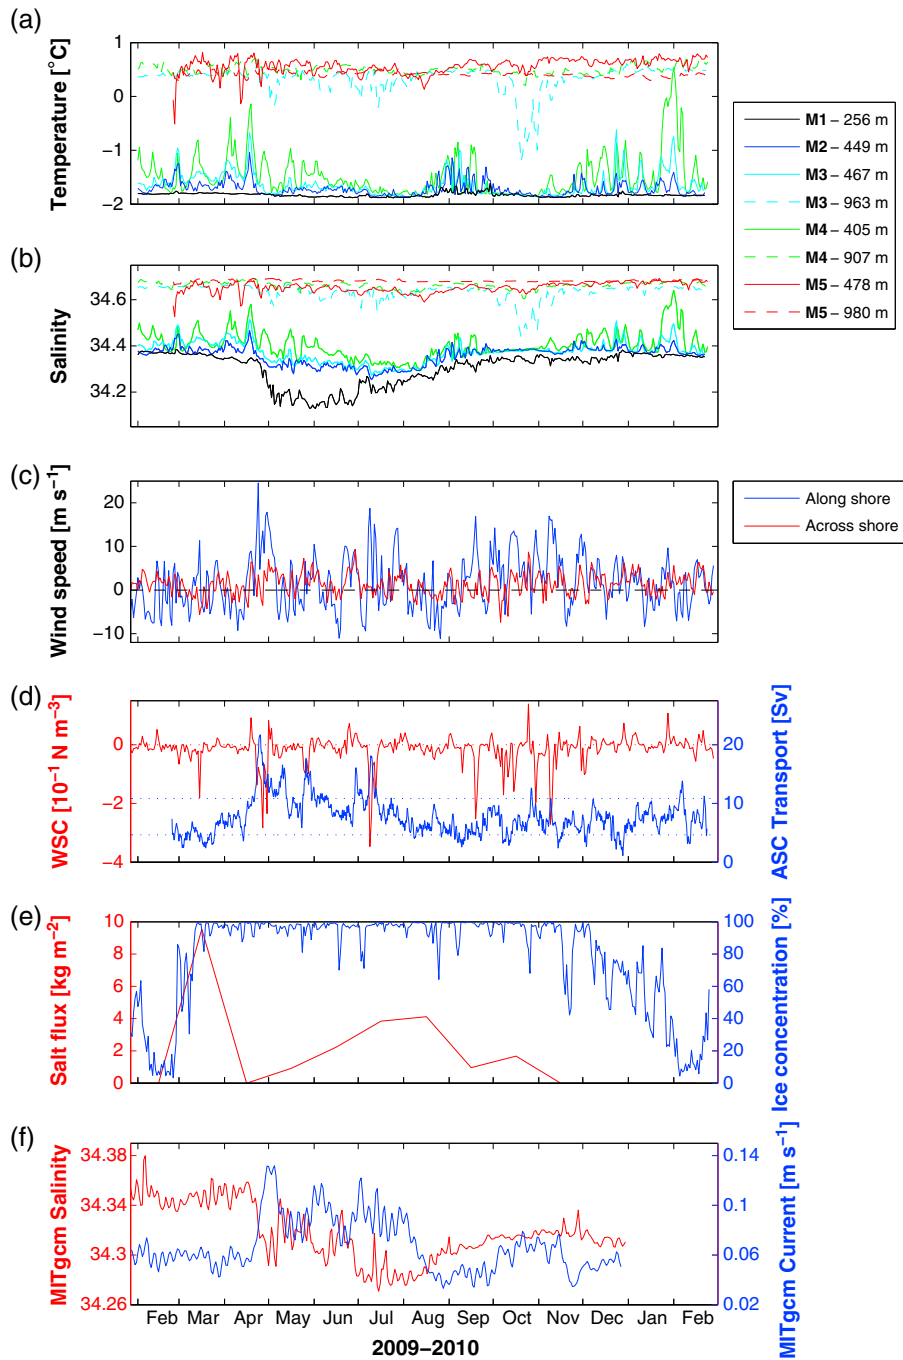 (a)
Temperature [°C]
1
0
−1
−2
M1 – 256 m
M2 – 449 m
M3 – 467 m
M3 – 963 m
M4 – 405 m
M4 – 907 m
M5 – 478 m
M5 – 980 m
(b)
Salinity
34.6
34.4
34.2
(c)
Wind speed [m s−1]
20
10
0
−10
Along shore
Across shore
(d)
WSC [10−1 N m−3]
0
−2
−4
ASC Transport [Sv]
20
10
0
(e)
Salt flux [kg m−2]
10
8
6
4
2
0
Ice concentration [%]
100
80
60
40
20
0
(f)
MITgcm Salinity
34.38
34.34
34.3
34.26
MITgcm Current [m s−1]
0.14
0.1
0.06
0.02
Feb Mar Apr May Jun Jul Aug Sep Oct Nov Dec Jan Feb
2009−2010